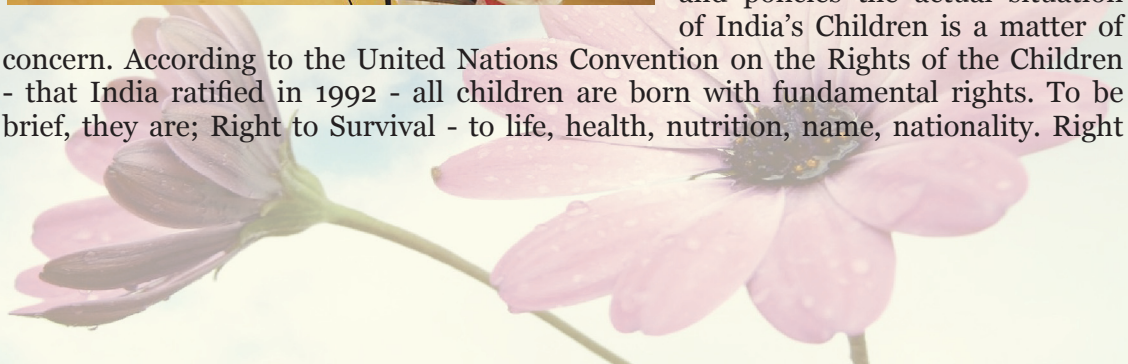 and policies the actual situation
of India’s Children is a matter of
concern. According to the United Nations Convention on the Rights of the Children
- that India ratified in 1992 - all children are born with fundamental rights. To be
brief, they are; Right to Survival - to life, health, nutrition, name, nationality. Right